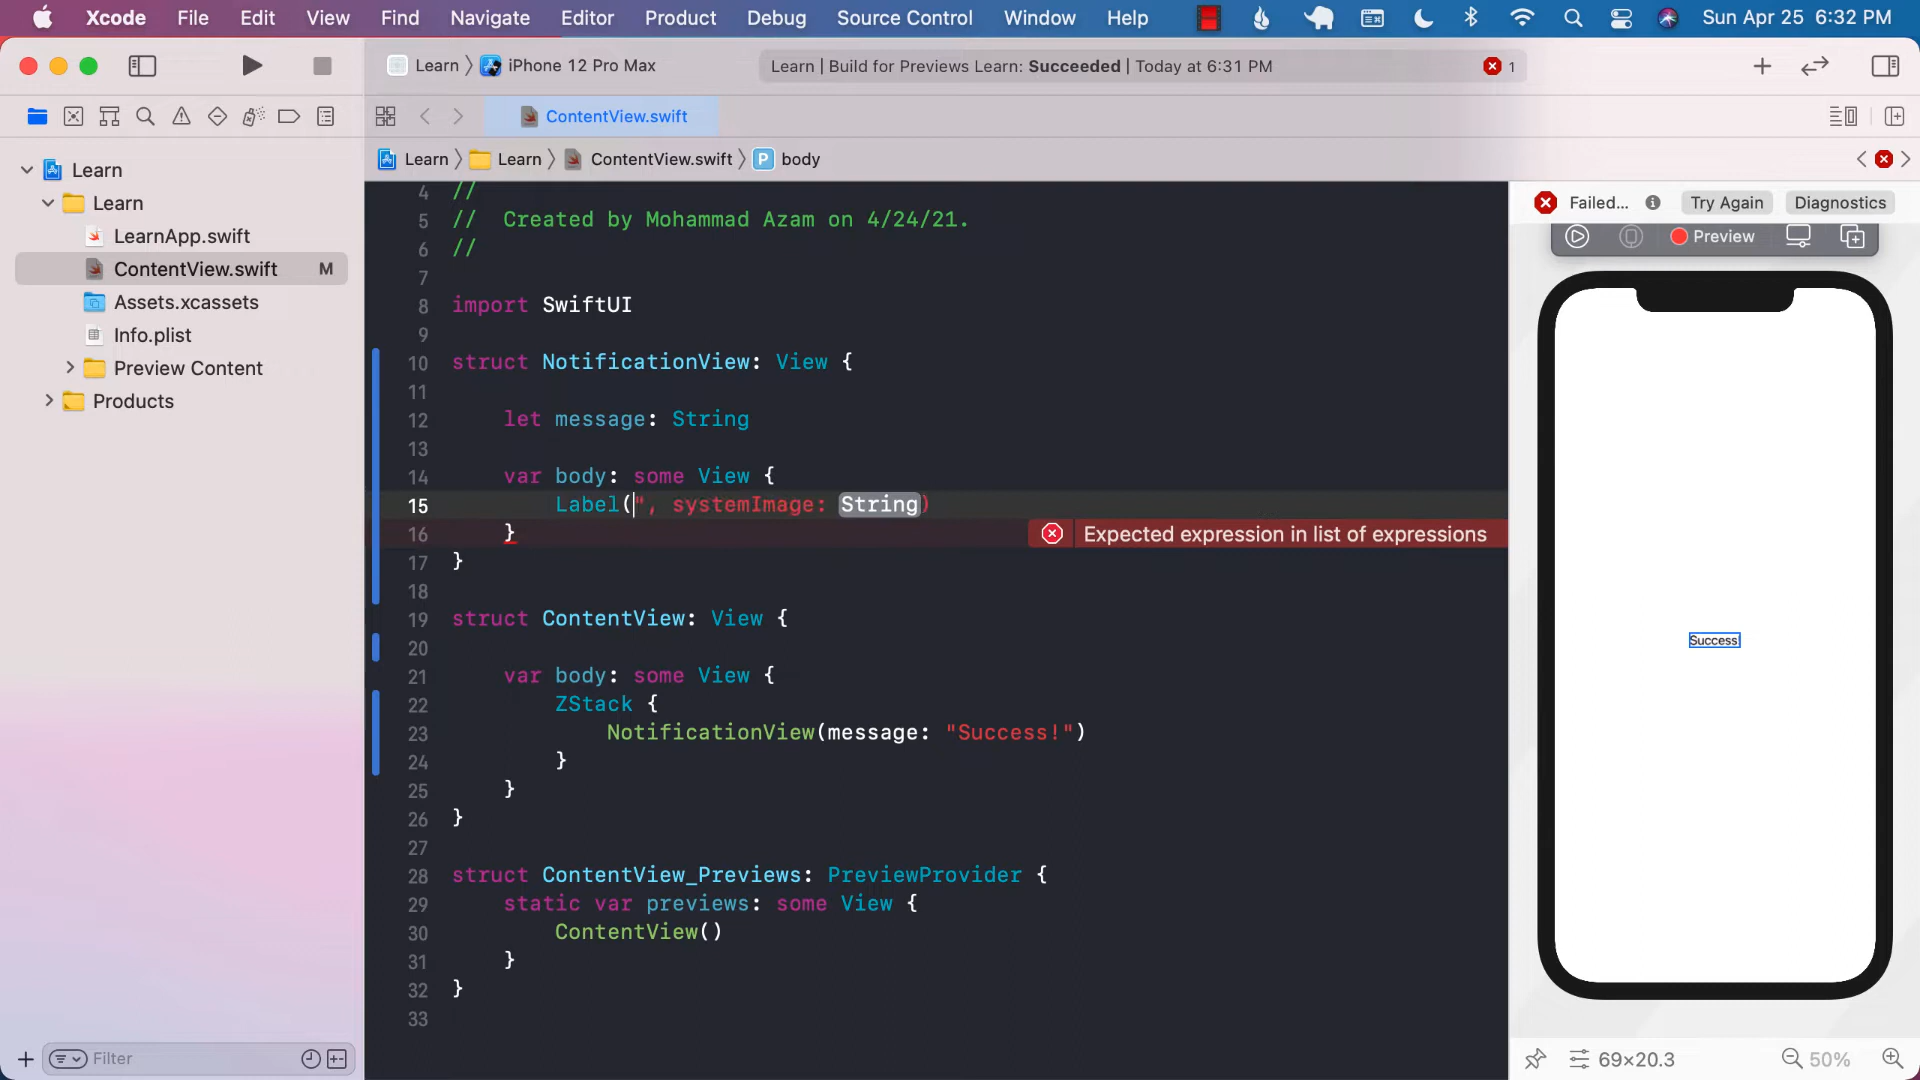 Xcode File Edit View Find Navigate Editor Product Debug Source Control Window Help Sun Apr 25 6:32 PM
Learn iPhone 12 Pro Max Learn | Build for Previews Learn: Succeeded | Today at 6:31 PM 1
ContentView.swift
Learn Learn ContentView.swift P body
Learn
Learn
LearnApp.swift
ContentView.swift M
Assets.xcassets
Info.plist
Preview Content
Products
Filter
4 //
5 // Created by Mohammad Azam on 4/24/21.
6 //
7
8 import SwiftUI
9
10 struct NotificationView: View {
11
12 let message: String
13
14 var body: some View {
15 Label(", systemImage: String)
16 } Expected expression in list of expressions
17 }
18
19 struct ContentView: View {
20
21 var body: some View {
22 ZStack {
23 NotificationView(message: "Success!")
24 }
25 }
26 }
27
28 struct ContentView_Previews: PreviewProvider {
29 static var previews: some View {
30 ContentView()
31 }
32 }
33
Failed... Try Again Diagnostics
Preview
Success!
69×20.3 50%